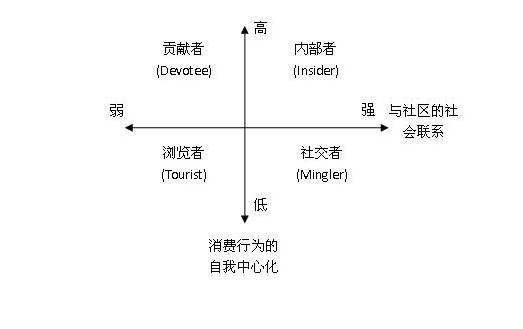 高
贡献者
(Devotee)
内部者
(Insider)
弱
强
与社区的社
会联系
浏览者
(Tourist)
社交者
(Mingler)
低
消费行为的
自我中心化